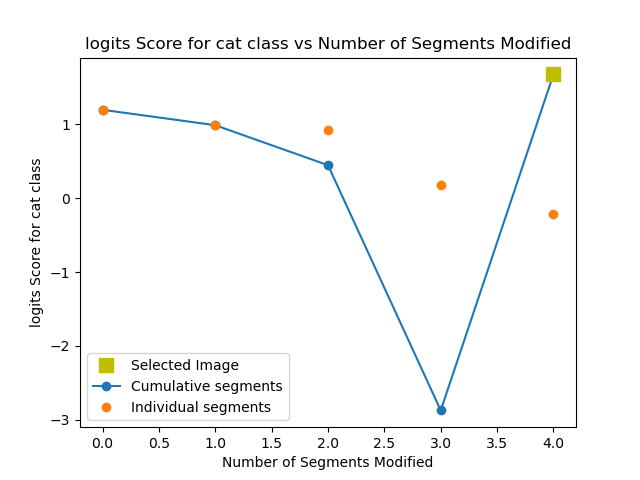 logits Score for cat class vs Number of Segments Modified
logits Score for cat class
1
0
−1
−2
−3
Selected Image
Cumulative segments
Individual segments
0.0 0.5 1.0 1.5 2.0 2.5 3.0 3.5 4.0
Number of Segments Modified